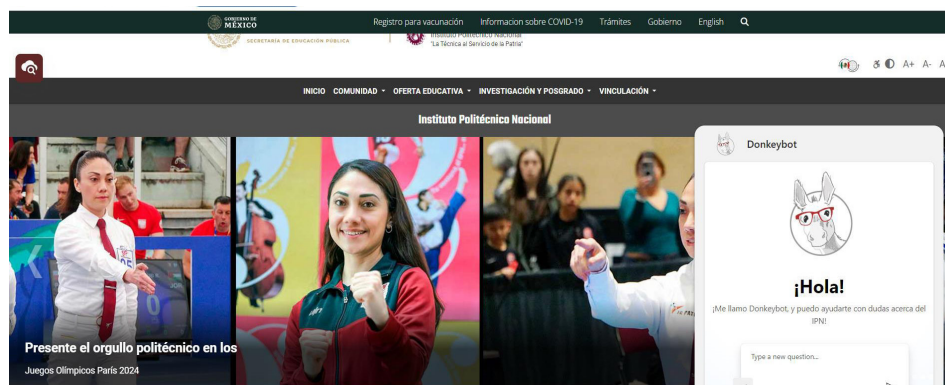 GOBIERNO DE
MÉXICO
Registro para vacunación
Informacion sobre COVID-19
Trámites
Gobierno
English
SECRETARÍA DE EDUCACIÓN PÚBLICA
Instituto Politécnico Nacional
"La Técnica al Servicio de la Patria"
A+ A- A
INICIO COMUNIDAD OFERTA EDUCATIVA INVESTIGACIÓN Y POSGRADO VINCULACIÓN
Instituto Politécnico Nacional
Donkeybot
¡Hola!
¡Me llamo Donkeybot, y puedo ayudarte con dudas acerca del
IPN!
Type a new question...
Presente el orgullo politécnico en los
Juegos Olímpicos París 2024